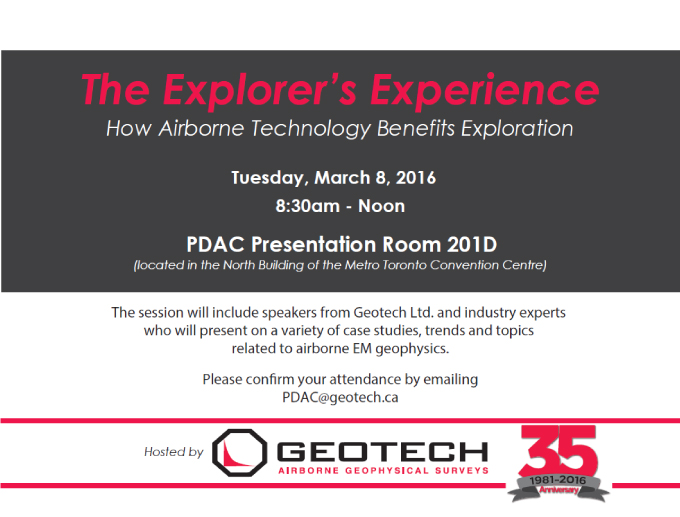 The Explorer's Experience
How Airborne Technology Benefits Exploration
Tuesday, March 8, 2016
8:30am - Noon
PDAC Presentation Room 201D
(located in the North Building of the Metro Toronto Convention Centre)
The session will include speakers from Geotech Ltd. and industry experts
who will present on a variety of case studies, trends and topics
related to airborne EM geophysics.
Please confirm your attendance by emailing
PDAC@geotech.ca
Hosted by
GEOTECH
AIRBORNE GEOPHYSICAL SURVEYS
35
1981-2016
Anniversary